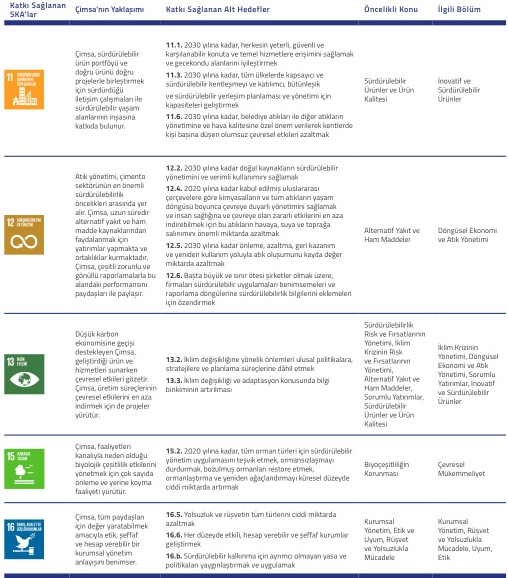 Katkı Sağlanan
SKA'lar
Çimsa'nın Yaklaşımı
Katkı Sağlanan Alt Hedefler
Öncelikli Konu
İlgili Bölüm
11 SÜRDÜRÜLEBİLİR
ŞEHİRLER VE
TOPLULUKLAR
Çimsa, sürdürülebilir
ürün portföyü ve
doğru ürünü doğru
projelerle birleştirmek
için sürdürdüğü
iletişim çalışmaları ile
sürdürülebilir yaşam
alanlarının inşasına
katkıda bulunur.
11.1. 2030 yılına kadar, herkesin yeterli, güvenli ve
karşılanabilir konuta ve temel hizmetlere erişimini sağlamak
ve gecekondu alanlarını iyileştirmek
11.3. 2030 yılına kadar, tüm ülkelerde kapsayıcı ve
sürdürülebilir kentleşmeyi ve katılımcı, bütünleşik
ve sürdürülebilir yerleşim planlaması ve yönetimi için
kapasiteleri geliştirmek
11.6. 2030 yılına kadar, belediye atıkları ile diğer atıkların
yönetimine ve hava kalitesine özel önem verilerek kentlerde
kişi başına düşen olumsuz çevresel etkileri azaltmak
Sürdürülebilir
Ürünler ve Ürün
Kalitesi
İnovatif ve
Sürdürülebilir
Ürünler
12 SORUMLU ÜRETİM
VE TÜKETİM
Atık yönetimi, çimento
sektörünün en önemli
sürdürülebilirlik
öncelikleri arasında yer
alır. Çimsa, uzun süredir
alternatif yakıt ve ham
madde kaynaklarından
faydalanmak için
yatırımlar yapmakta ve
ortaklıklar kurmaktadır.
Çimsa, çeşitli zorunlu ve
gönüllü raporlamalarla bu
alandaki performansını
paydaşları ile paylaşır.
12.2. 2030 yılına kadar doğal kaynakların sürdürülebilir
yönetimini ve verimli kullanımını sağlamak
12.4. 2020 yılına kadar kabul edilmiş uluslararası
çerçevelere göre kimyasalların ve tüm atıkların yaşam
döngüsü boyunca çevreye duyarlı yönetimini sağlamak
ve insan sağlığına ve çevreye olan zararlı etkilerini en aza
indirebilmek için bu atıkların havaya, suya ve toprağa
salınımını önemli miktarda azaltmak
12.5. 2030 yılına kadar önleme, azaltma, geri kazanım
ve yeniden kullanım yoluyla atık oluşumunu kayda değer
miktarda azaltmak
12.6. Başta büyük ve sınır ötesi şirketler olmak üzere,
firmaları sürdürülebilir uygulamaları benimsemeleri ve
raporlama döngülerine sürdürülebilirlik bilgilerini eklemeleri
için özendirmek
Alternatif Yakıt ve
Ham Maddeler
Döngüsel Ekonomi
ve Atık Yönetimi
13 İKLİM
EYLEMİ
Düşük karbon
ekonomisine geçişi
destekleyen Çimsa,
geliştirdiği ürün ve
hizmetleri sunarken
çevresel etkileri gözetir.
Çimsa, üretim süreçlerinin
çevresel etkilerini en aza
indirmek için de projeler
yürütür.
13.2. İklim değişikliğine yönelik önlemleri ulusal politikalara,
stratejilere ve planlama süreçlerine dâhil etmek
13.3. İklim değişikliği ve adaptasyon konusunda bilgi
birikiminin artırılması
Sürdürülebilirlik
Risk ve Fırsatlarının
Yönetimi, İklim
Krizinin Risk
ve Fırsatlarının
Yönetimi,
Alternatif Yakıt ve
Ham Maddeler,
Sorumlu Yatırımlar,
Sürdürülebilir
Ürünler ve Ürün
Kalitesi
İklim Krizinin
Yönetimi, Döngüsel
Ekonomi ve Atık
Yönetimi, Sorumlu
Yatırımlar, İnovatif
ve Sürdürülebilir
Ürünler
15 KARASAL
YAŞAM
Çimsa, faaliyetleri
kanalıyla neden olduğu
biyolojik çeşitlilik etkilerini
yönetmek için çok sayıda
önleme ve yerine koyma
faaliyeti yürütür.
15.2. 2020 yılına kadar, tüm orman türleri için sürdürülebilir
yönetim uygulamasını teşvik etmek, ormansızlaşmayı
durdurmak, bozulmuş ormanları restore etmek,
ormanlaştırma ve yeniden ağaçlandırmayı küresel düzeyde
ciddi miktarda artırmak
Biyoçeşitliliğin
Korunması
Çevresel
Mükemmeliyet
16 BARIŞ, ADALET VE
GÜÇLÜ KURUMLAR
Çimsa, tüm paydaşları
için değer yaratabilmek
amacıyla etik, şeffaf
ve hesap verebilir bir
kurumsal yönetim
anlayışını benimser.
16.5. Yolsuzluk ve rüşvetin tüm türlerini ciddi miktarda
azaltmak
16.6. Her düzeyde etkili, hesap verebilir ve şeffaf kurumlar
geliştirmek
16.b. Sürdürülebilir kalkınma için ayrımcı olmayan yasa ve
politikaları yaygınlaştırmak ve uygulamak
Kurumsal
Yönetim, Etik ve
Uyum, Rüşvet
ve Yolsuzlukla
Mücadele
Kurumsal
Yönetim, Rüşvet
ve Yolsuzlukla
Mücadele, Uyum,
Etik